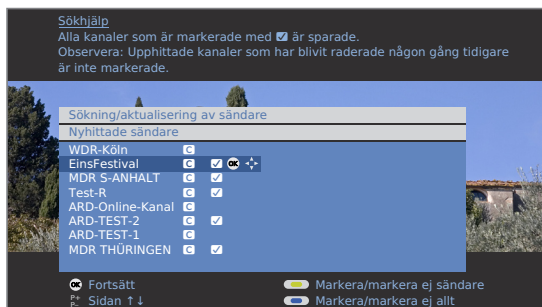 Sökhjälp
Alla kanaler som är markerade med ☑ är sparade.
Observera: Upphittade kanaler som har blivit raderade någon gång tidigare
är inte markerade.
Sökning/aktualisering av sändare
Nyhittade sändare
WDR-Köln C
EinsFestival C ☑ OK
MDR S-ANHALT C ☑
Test-R C ☑
ARD-Online-Kanal C
ARD-TEST-2 C ☑
ARD-TEST-1 C
MDR THÜRINGEN C ☑
OK Fortsätt
Markera/markera ej sändare
P+ P– Sidan ↑↓
Markera/markera ej allt